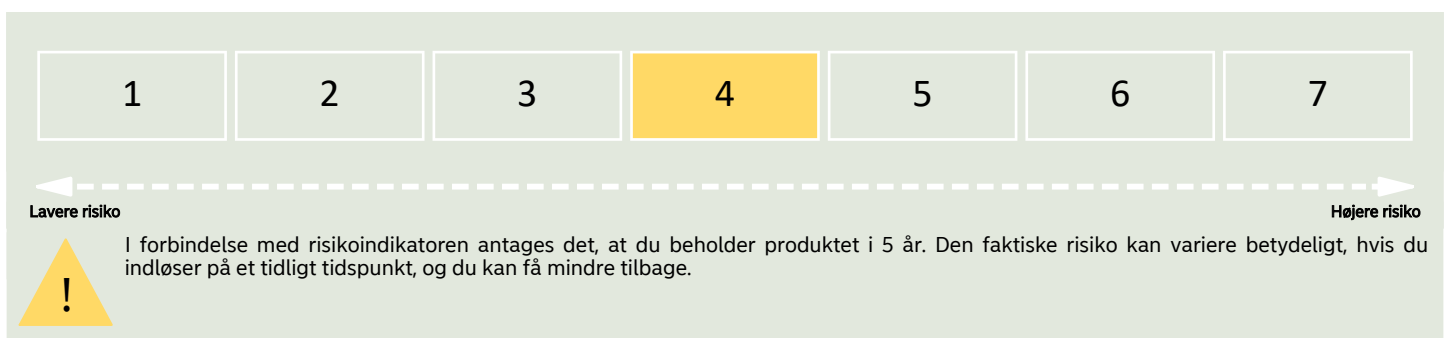 1 2 3 4 5 6 7
Lavere risiko Højere risiko
I forbindelse med risikoindikatoren antages det, at du beholder produktet i 5 år. Den faktiske risiko kan variere betydeligt, hvis du
indløser på et tidligt tidspunkt, og du kan få mindre tilbage.
!